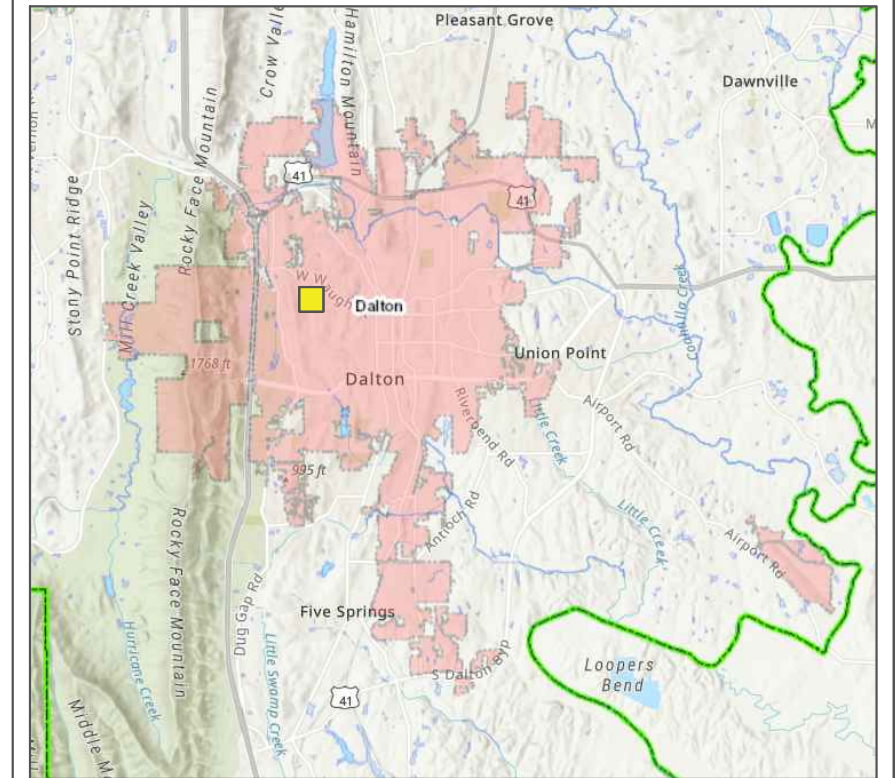 Pleasant Grove
Crow Valle
Hamilton Mountain
Dawnville
Rocky Face Mountain
41
41
Stony Point Ridge
Mill Creek Valley
W Waugh
Dalton
Coahulla Creek
Union Point
1768 ft
Dalton
Riverbend Rd
Little Creek
Airport Rd
995 ft
Antioch Rd
Little Creek
Airport Rd
Rocky Face Mountain
Dug Gap Rd
Five Springs
Hurricane Creek
Little Swamp Creek
S Dalton Byp
Loopers
Bend
41
Middle Mo